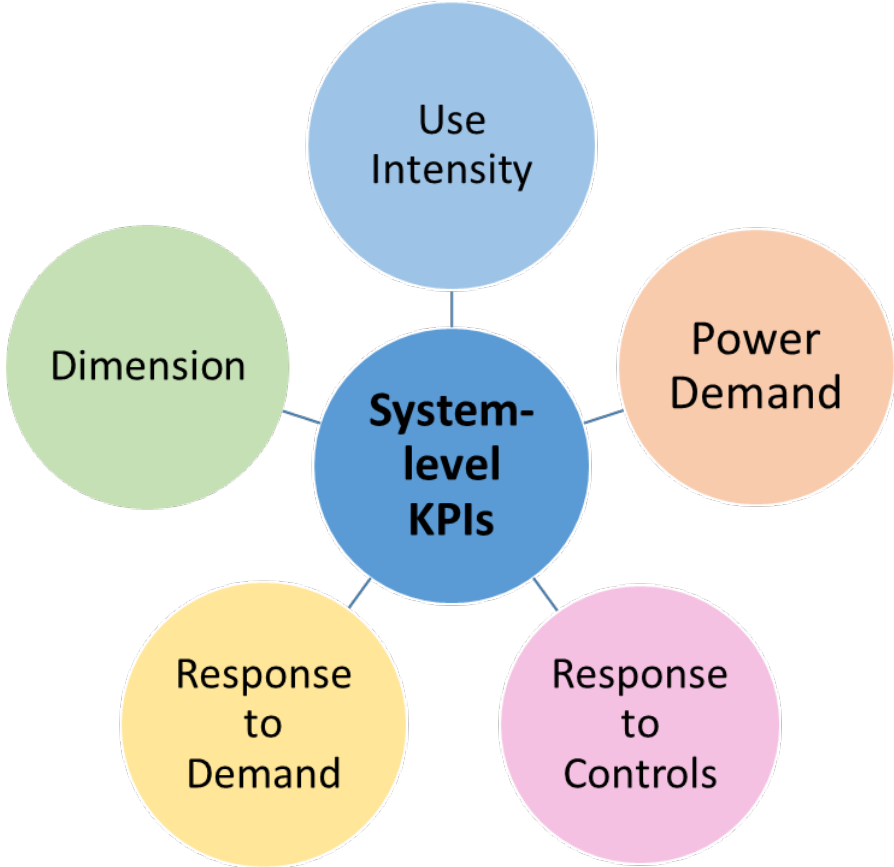 Use
Intensity
Power
Demand
Response
to
Controls
Response
to
Demand
Dimension
System-
level
KPIs